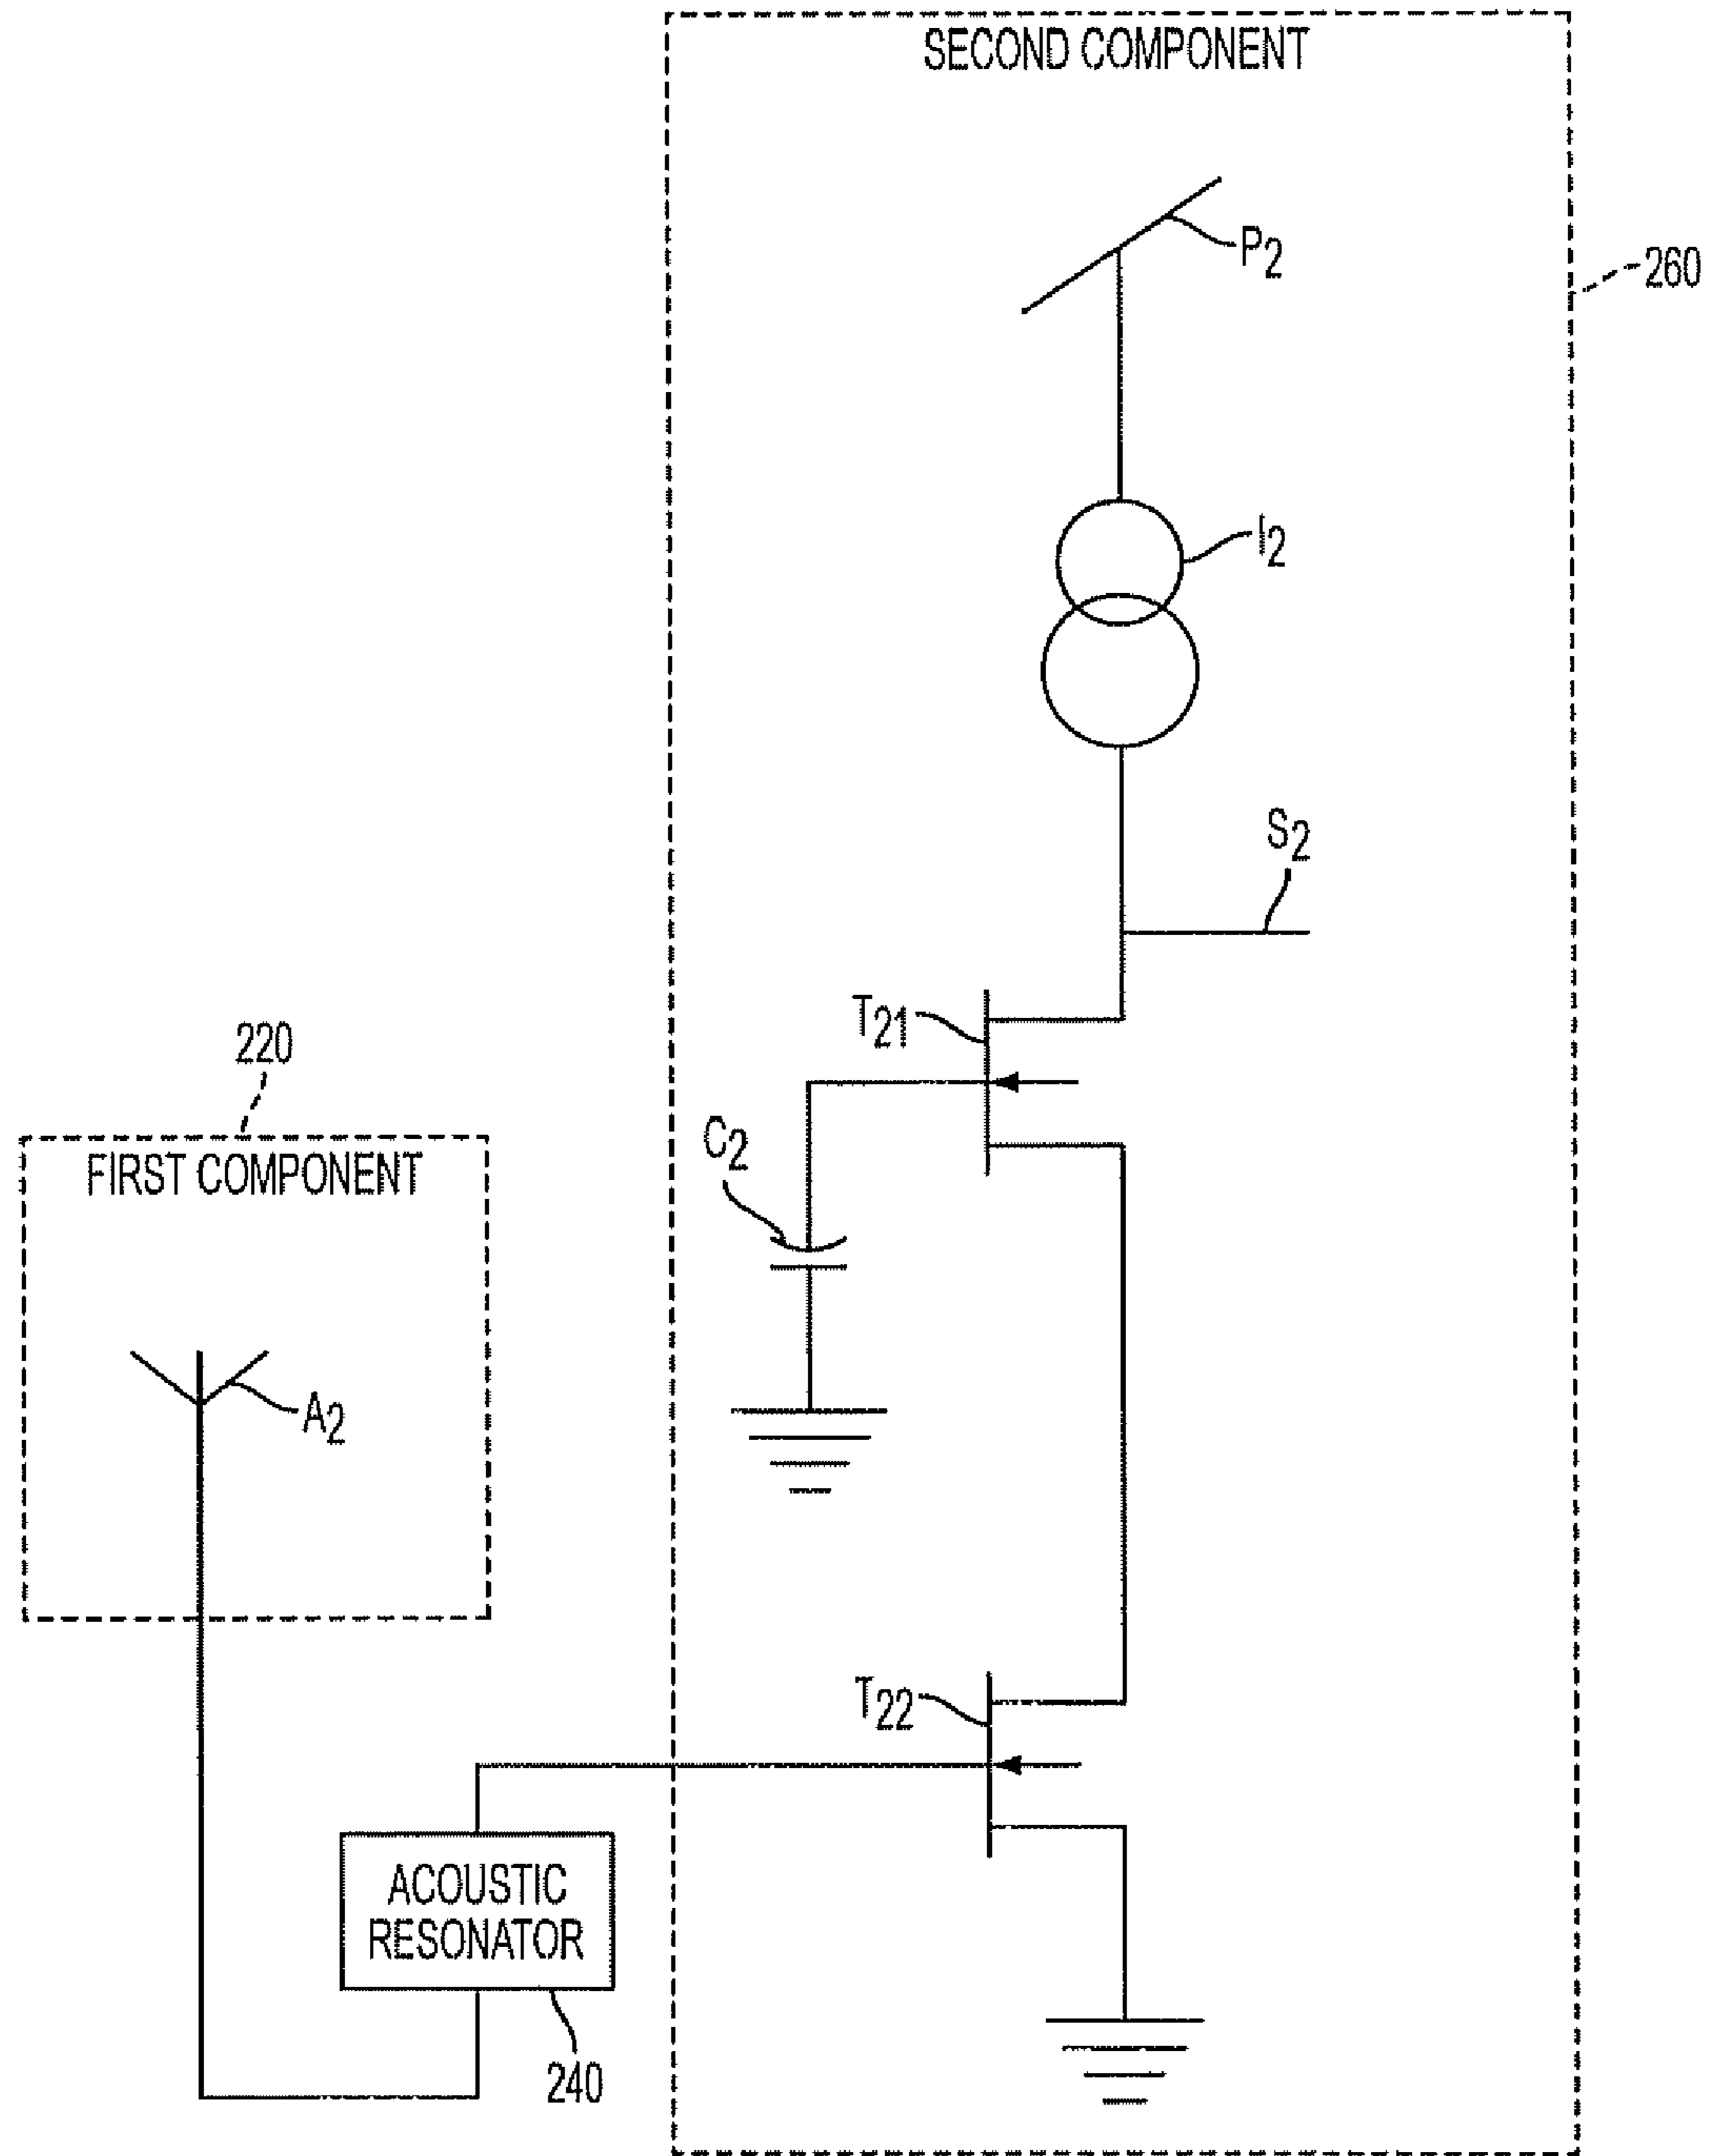 SECOND COMPONENT
P2
260
I2
S2
T21
220
FIRST COMPONENT
C2
A2
T22
ACOUSTIC
RESONATOR
240